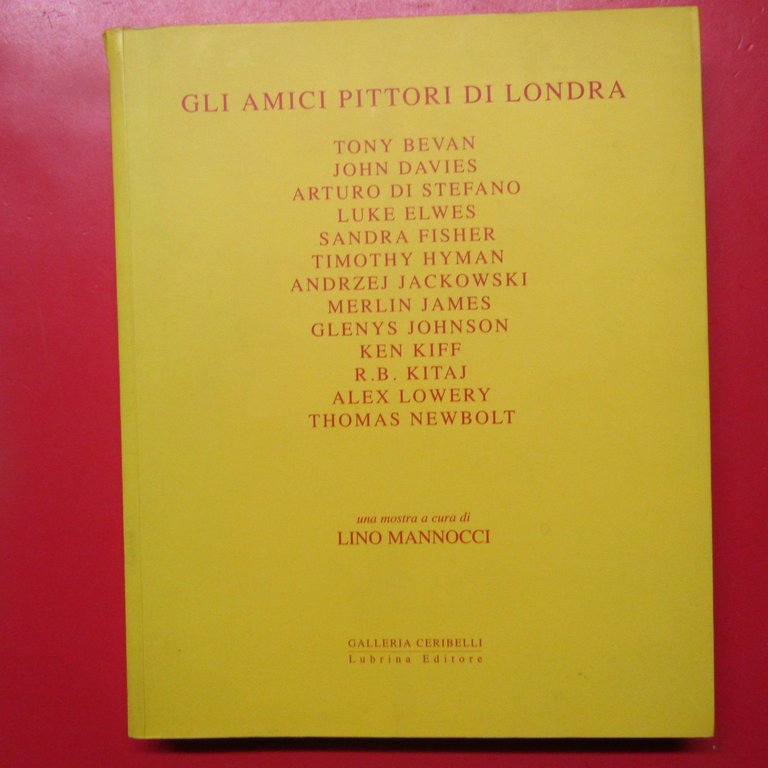 GLI AMICI PITTORI DI LONDRA
TONY BEVAN
JOHN DAVIES
ARTURO DI STEFANO
LUKE ELWES
SANDRA FISHER
TIMOTHY HYMAN
ANDRZEJ JACKOWSKI
MERLIN JAMES
GLENYS JOHNSON
KEN KIFF
R.B. KITAJ
ALEX LOWERY
THOMAS NEWBOLT
una mostra a cura di
LINO MANNOCCI
GALLERIA CERIBELLI
Lubrina Editore